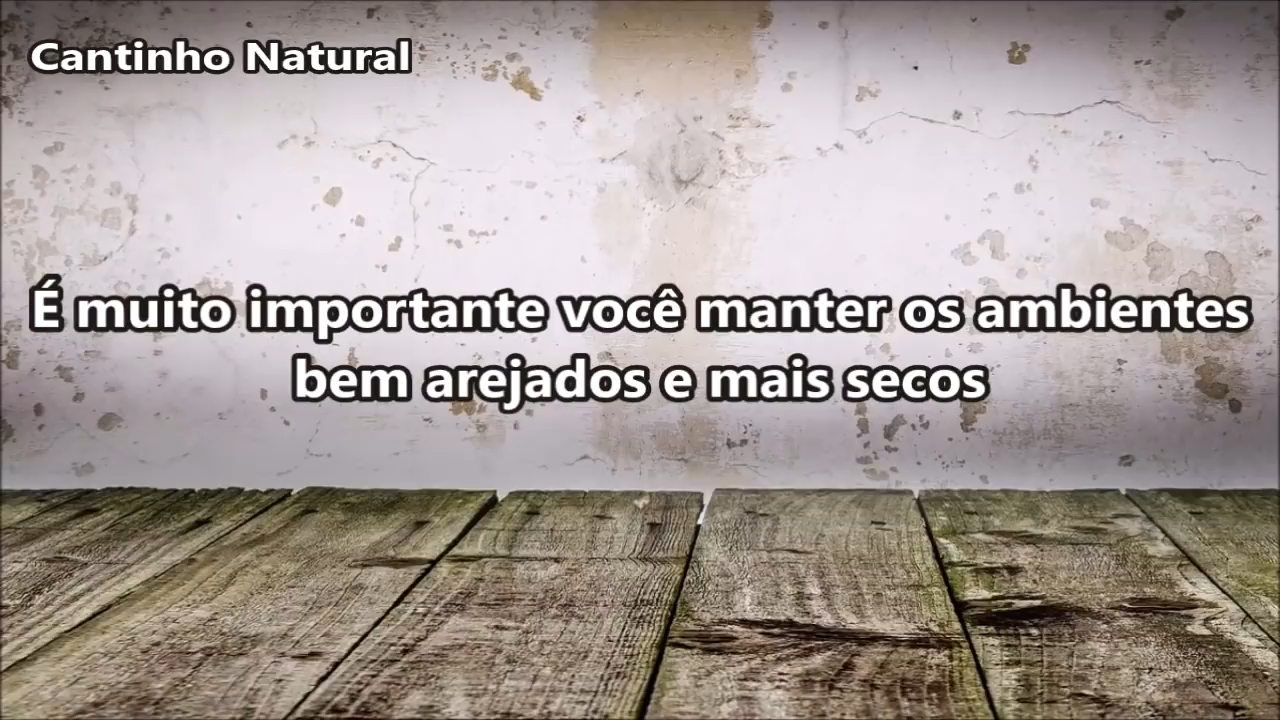 Cantinho Natural
É muito importante você manter os ambientes
bem arejados e mais secos